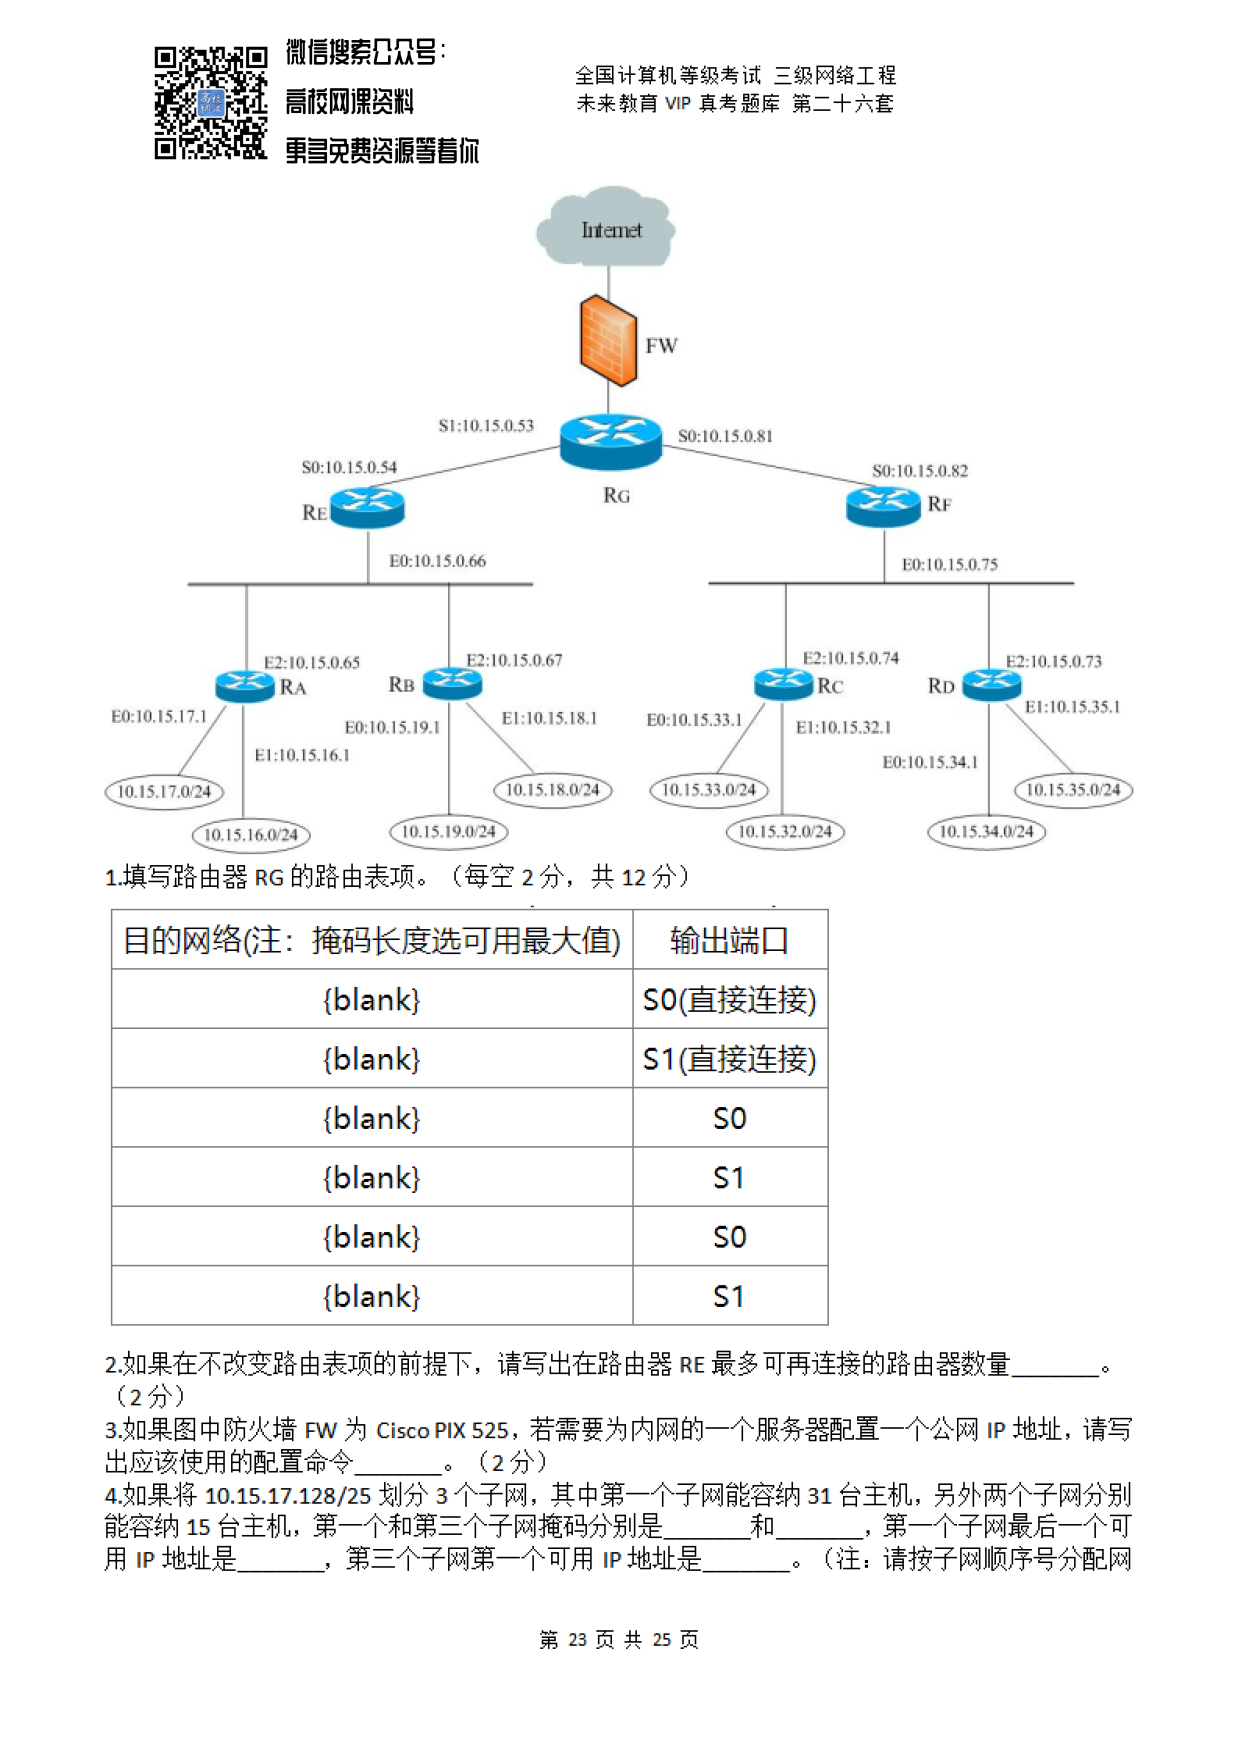 微信搜索公众号：
高校网课资料
更多免费资源等着你
高校
网课
全国计算机等级考试 三级网络工程
未来教育 VIP 真考题库 第二十六套
Internet
FW
S1:10.15.0.53
S0:10.15.0.81
S0:10.15.0.54
S0:10.15.0.82
RG
RE
RF
E0:10.15.0.66
E0:10.15.0.75
E2:10.15.0.65
E2:10.15.0.67
E2:10.15.0.74
E2:10.15.0.73
RA
RB
RC
RD
E0:10.15.17.1
E0:10.15.19.1
E1:10.15.18.1
E0:10.15.33.1
E1:10.15.32.1
E1:10.15.35.1
E1:10.15.16.1
E0:10.15.34.1
10.15.17.0/24
10.15.18.0/24
10.15.33.0/24
10.15.35.0/24
10.15.16.0/24
10.15.19.0/24
10.15.32.0/24
10.15.34.0/24
1.填写路由器 RG 的路由表项。（每空 2 分，共 12 分）
目的网络(注：掩码长度选可用最大值) 输出端口
{blank} S0(直接连接)
{blank} S1(直接连接)
{blank} S0
{blank} S1
{blank} S0
{blank} S1
2.如果在不改变路由表项的前提下，请写出在路由器 RE 最多可再连接的路由器数量_______。
（2 分）
3.如果图中防火墙 FW 为 Cisco PIX 525，若需要为内网的一个服务器配置一个公网 IP 地址，请写
出应该使用的配置命令_______。（2 分）
4.如果将 10.15.17.128/25 划分 3 个子网，其中第一个子网能容纳 31 台主机，另外两个子网分别
能容纳 15 台主机，第一个和第三个子网掩码分别是_______和_______，第一个子网最后一个可
用 IP 地址是_______，第三个子网第一个可用 IP 地址是_______。（注：请按子网顺序号分配网
第 23 页 共 25 页